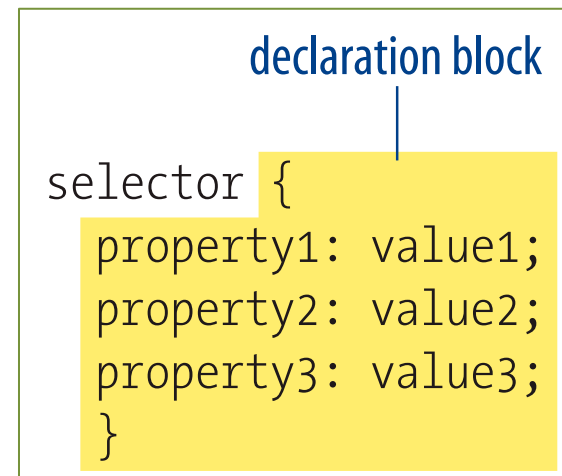 declaration block
selector {
property1: value1;
property2: value2;
property3: value3;
}